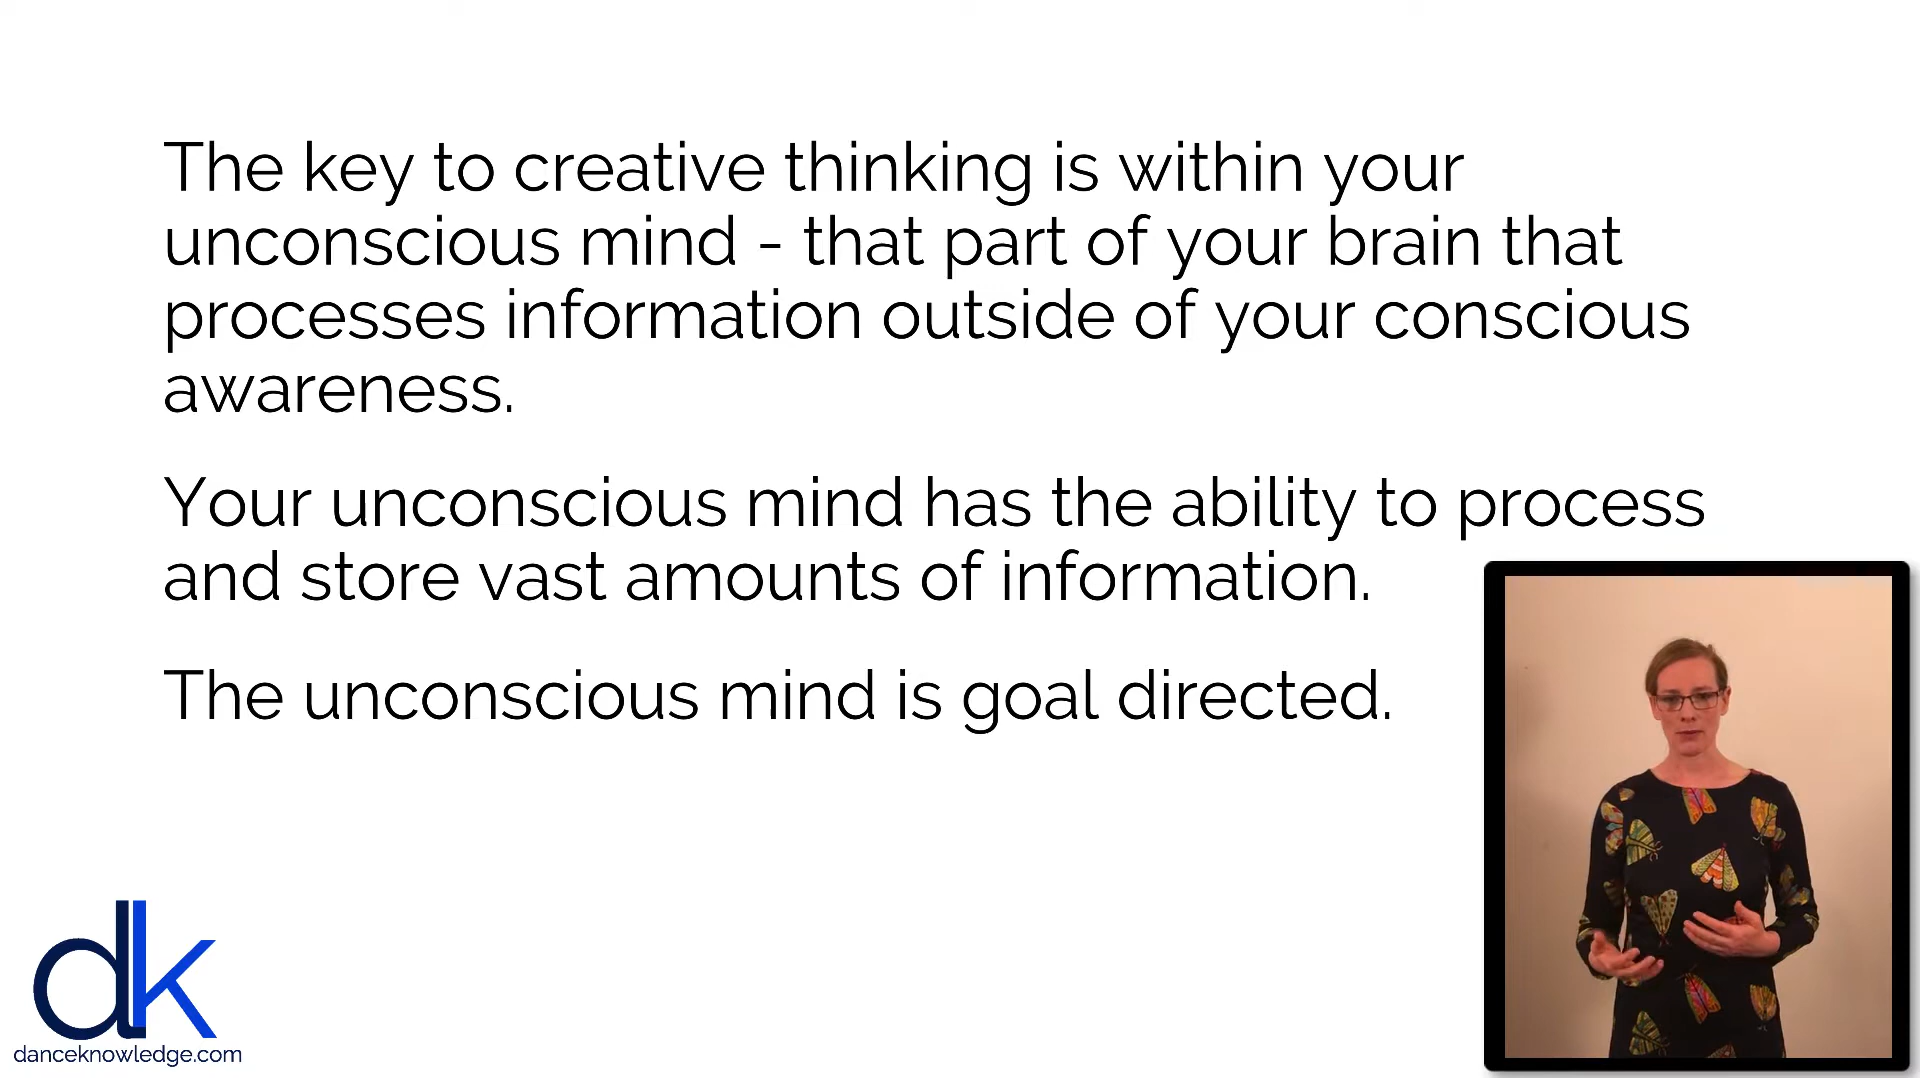 The key to creative thinking is within your
unconscious mind - that part of your brain that
processes information outside of your conscious
awareness.
Your unconscious mind has the ability to process
and store vast amounts of information.
The unconscious mind is goal directed.
dk
danceknowledge.com